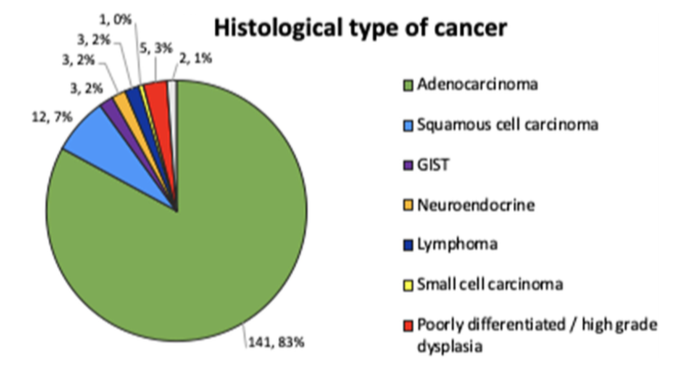 Histological type of cancer
1, 0%
3, 2%
5, 3%
2, 1%
3, 2%
3, 2%
12, 7%
141, 83%
Adenocarcinoma
Squamous cell carcinoma
GIST
Neuroendocrine
Lymphoma
Small cell carcinoma
Poorly differentiated / high grade
dysplasia